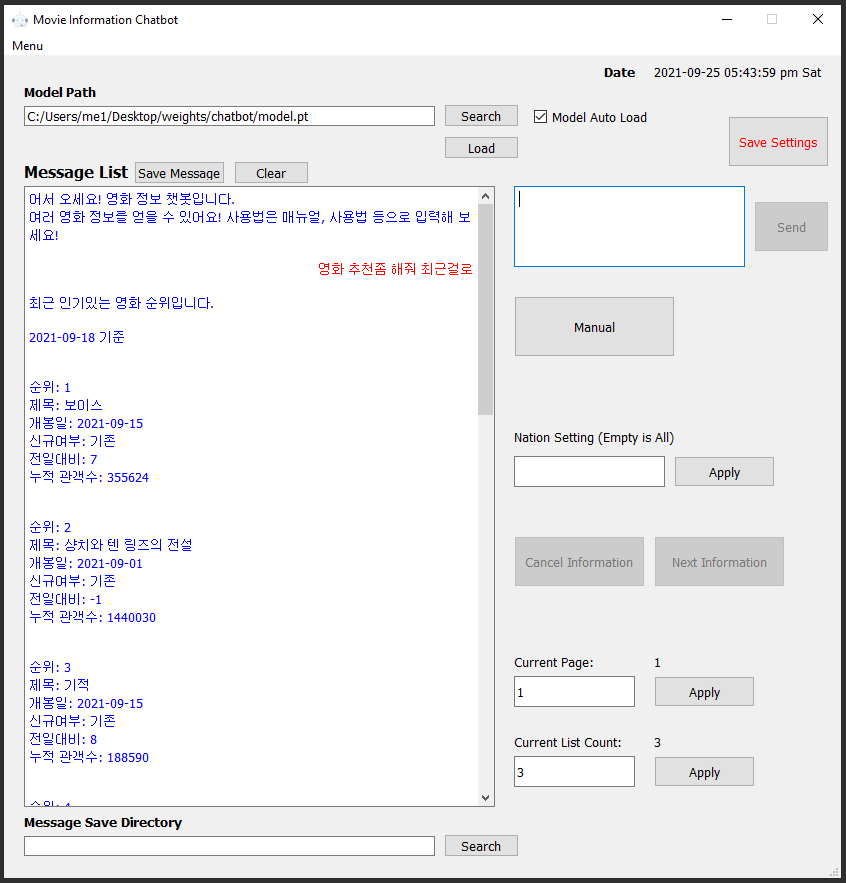 Movie Information Chatbot
Menu
Date 2021-09-25 05:43:59 pm Sat
Model Path
C:/Users/me1/Desktop/weights/chatbot/model.pt Search Model Auto Load
Load
Save Settings
Message List Save Message Clear
어서 오세요! 영화 정보 챗봇입니다.
여러 영화 정보를 얻을 수 있어요! 사용법은 매뉴얼, 사용법 등으로 입력해 보
세요!
영화 추천좀 해줘 최근걸로
최근 인기있는 영화 순위입니다.
2021-09-18 기준
순위: 1
제목: 보이스
개봉일: 2021-09-15
신규여부: 기존
전일대비: 7
누적 관객수: 355624
순위: 2
제목: 샹치와 텐 링즈의 전설
개봉일: 2021-09-01
신규여부: 기존
전일대비: -1
누적 관객수: 1440030
순위: 3
제목: 기적
개봉일: 2021-09-15
신규여부: 기존
전일대비: 8
누적 관객수: 188590
Send
Manual
Nation Setting (Empty is All)
Apply
Cancel Information Next Information
Current Page: 1
1 Apply
Current List Count: 3
3 Apply
Message Save Directory
Search